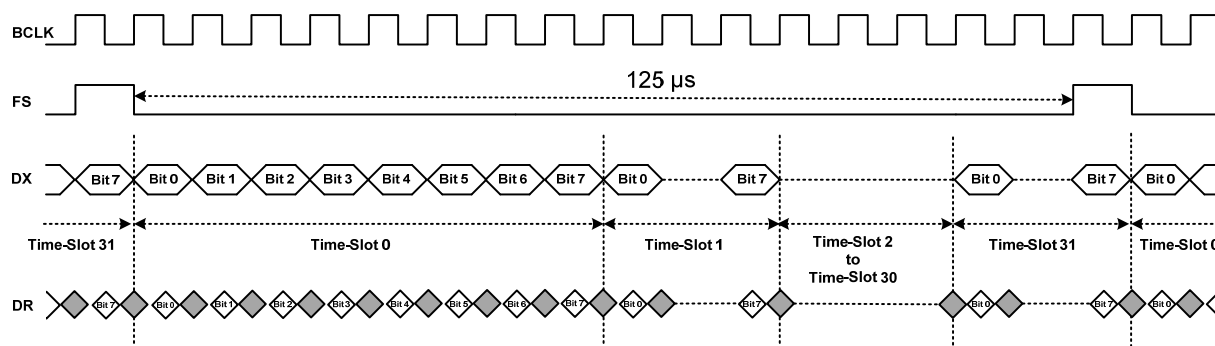 BCLK
125 µs
FS
DX
Bit 7 Bit 0 Bit 1 Bit 2 Bit 3 Bit 4 Bit 5 Bit 6 Bit 7 Bit 0 Bit 7 Bit 0 Bit 7 Bit 0
Time-Slot 31 Time-Slot 0 Time-Slot 1 Time-Slot 2 to Time-Slot 30 Time-Slot 31 Time-Slot 0
DR
Bit 7 Bit 0 Bit 1 Bit 2 Bit 3 Bit 4 Bit 5 Bit 6 Bit 7 Bit 0 Bit 7 Bit 0 Bit 7 Bit 0